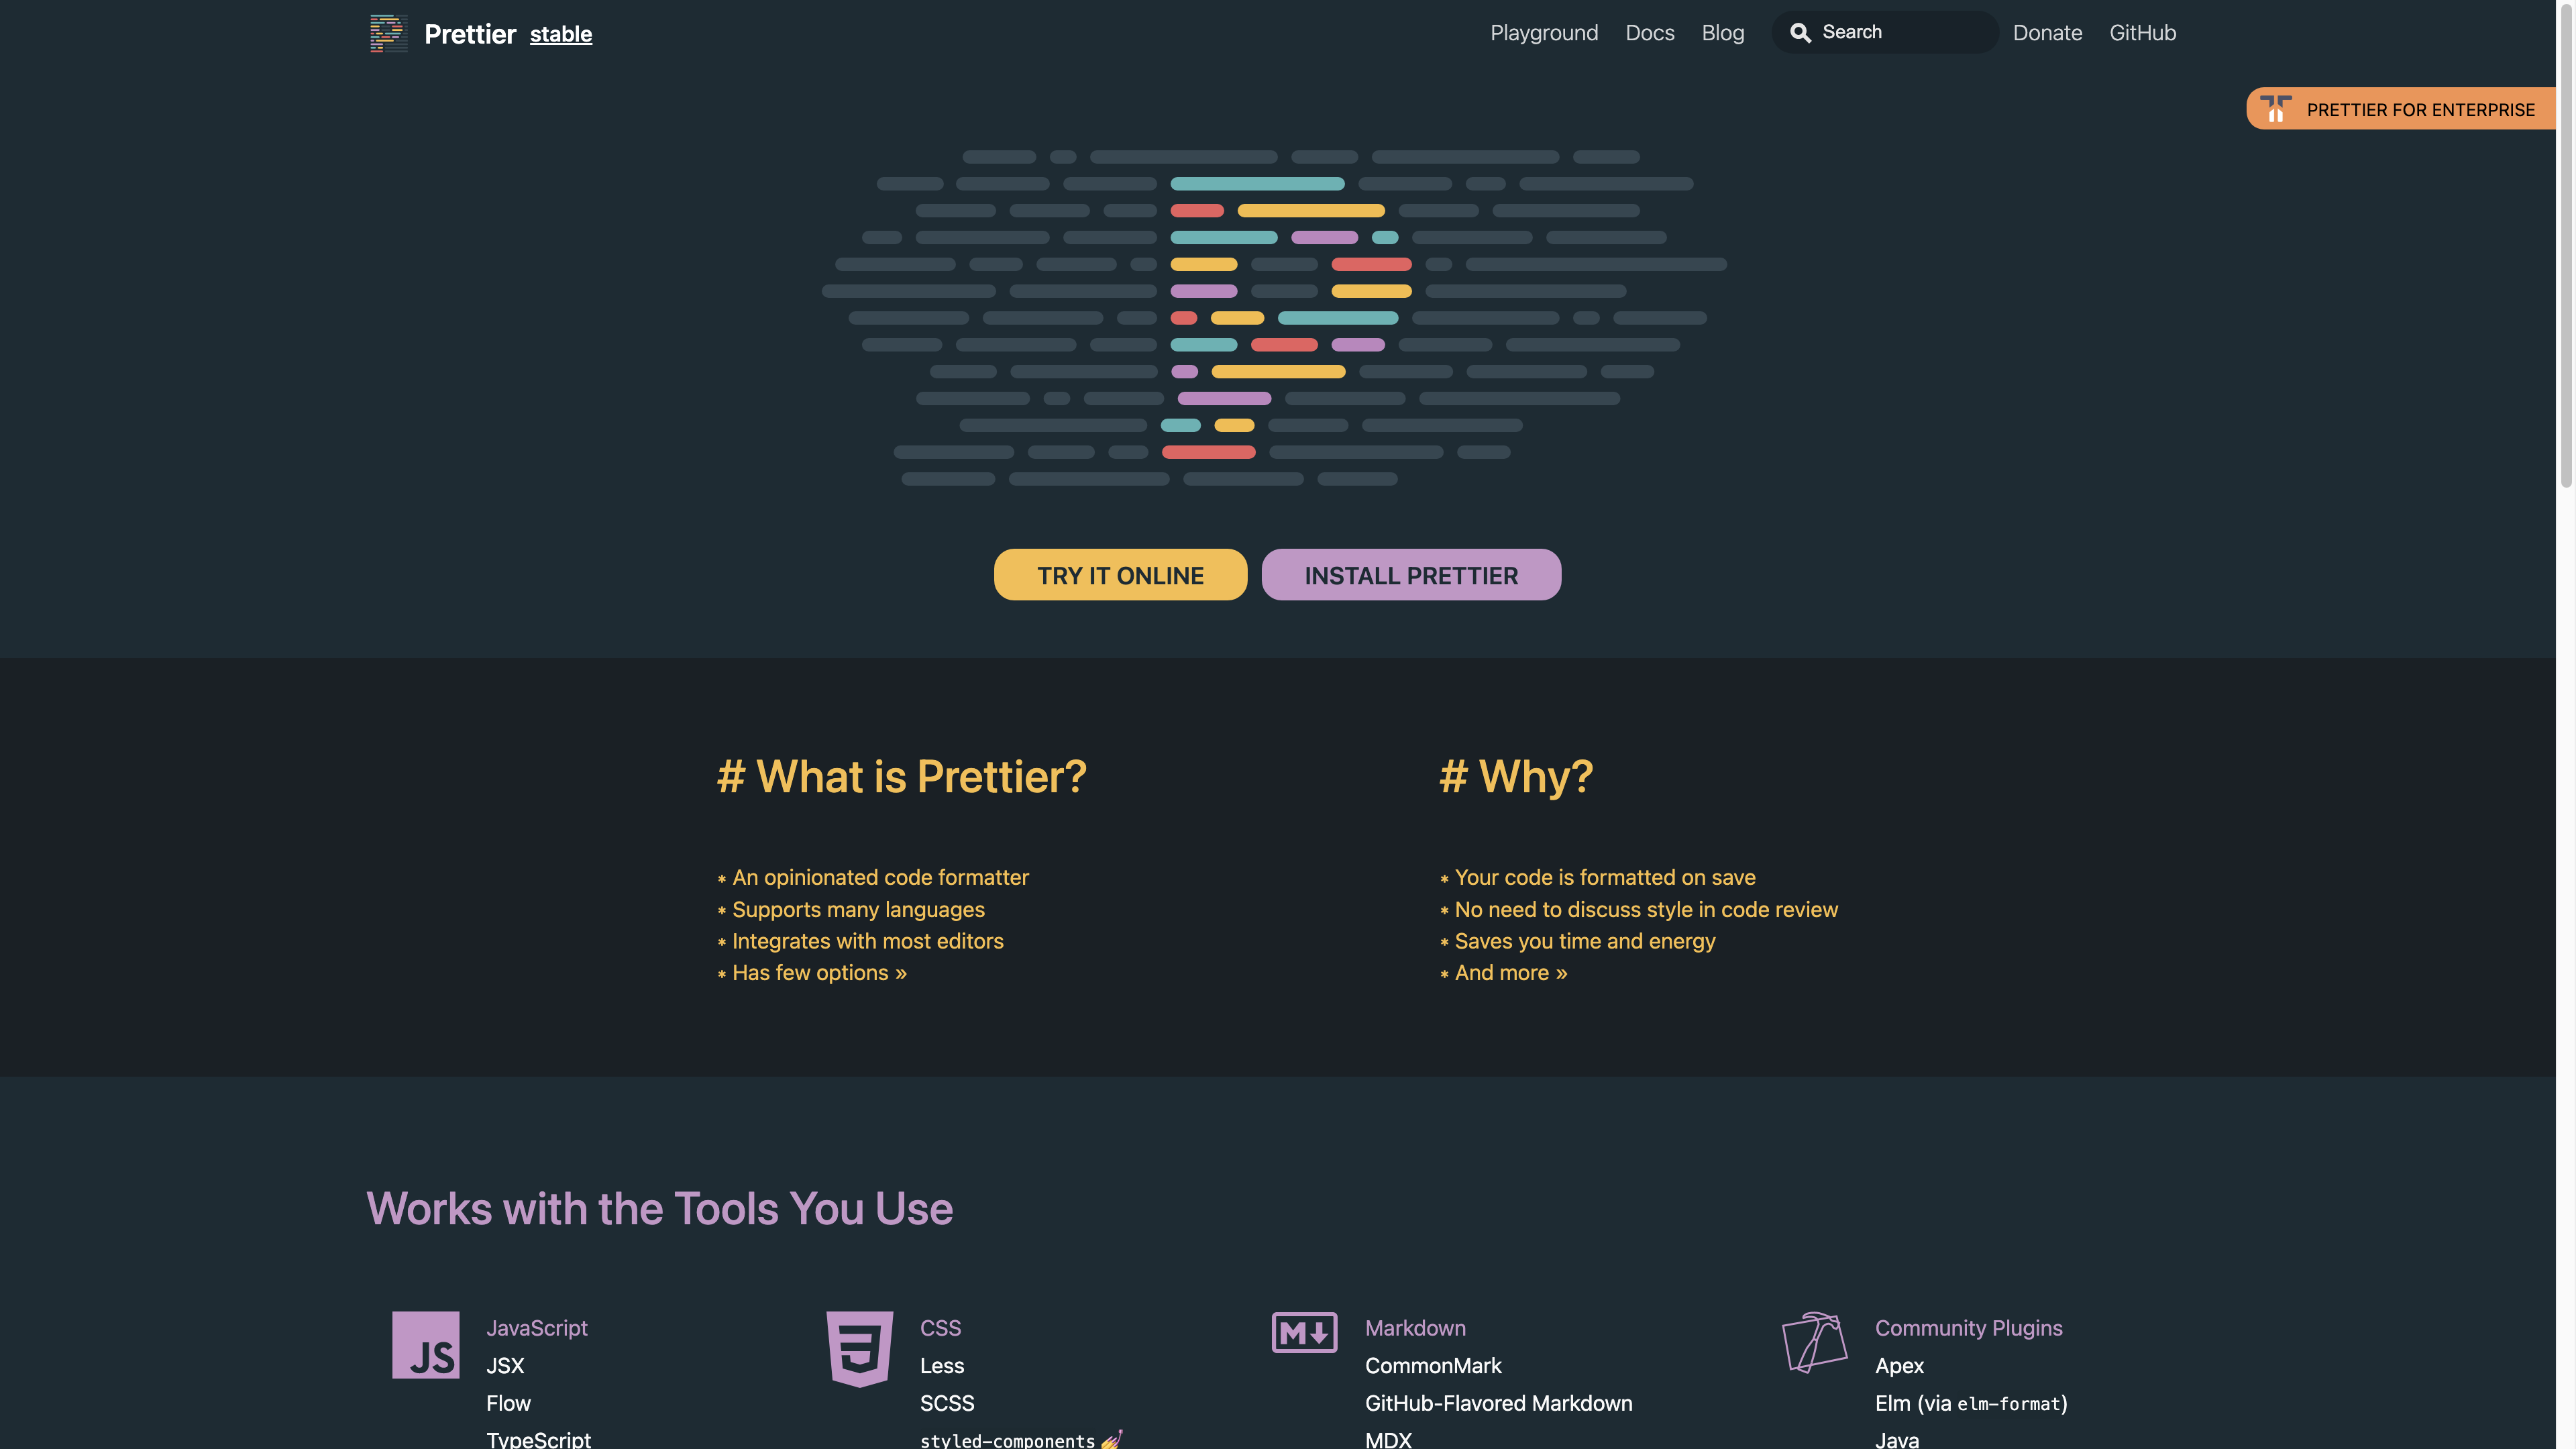 Prettier stable
Playground Docs Blog Search Donate GitHub
PRETTIER FOR ENTERPRISE
TRY IT ONLINE
INSTALL PRETTIER
# What is Prettier?
* An opinionated code formatter
* Supports many languages
* Integrates with most editors
* Has few options »
# Why?
* Your code is formatted on save
* No need to discuss style in code review
* Saves you time and energy
* And more »
Works with the Tools You Use
JS
JavaScript
JSX
Flow
TypeScript
CSS
Less
SCSS
styled-components 💅
M
Markdown
CommonMark
GitHub-Flavored Markdown
MDX
Community Plugins
Apex
Elm (via elm-format)
Java